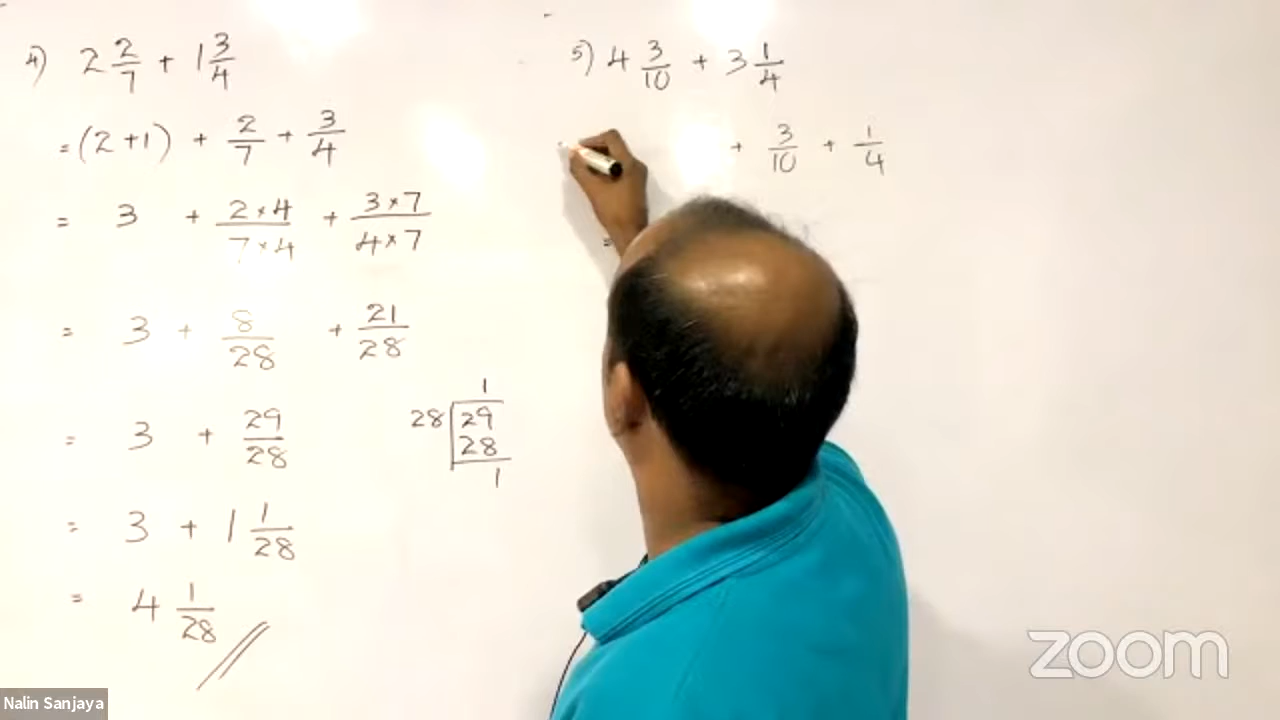 4) 2 2/7 + 1 3/4
= (2 + 1) + 2/7 + 3/4
= 3 + 2 × 4/7 × 4 + 3 × 7/4 × 7
= 3 + 8/28 + 21/28
= 3 + 29/28
1
28 29
28
1
= 3 + 1 1/28
= 4 1/28
5) 4 3/10 + 3 1/4
+ 3/10 + 1/4
=
zoom
Nalin Sanjaya